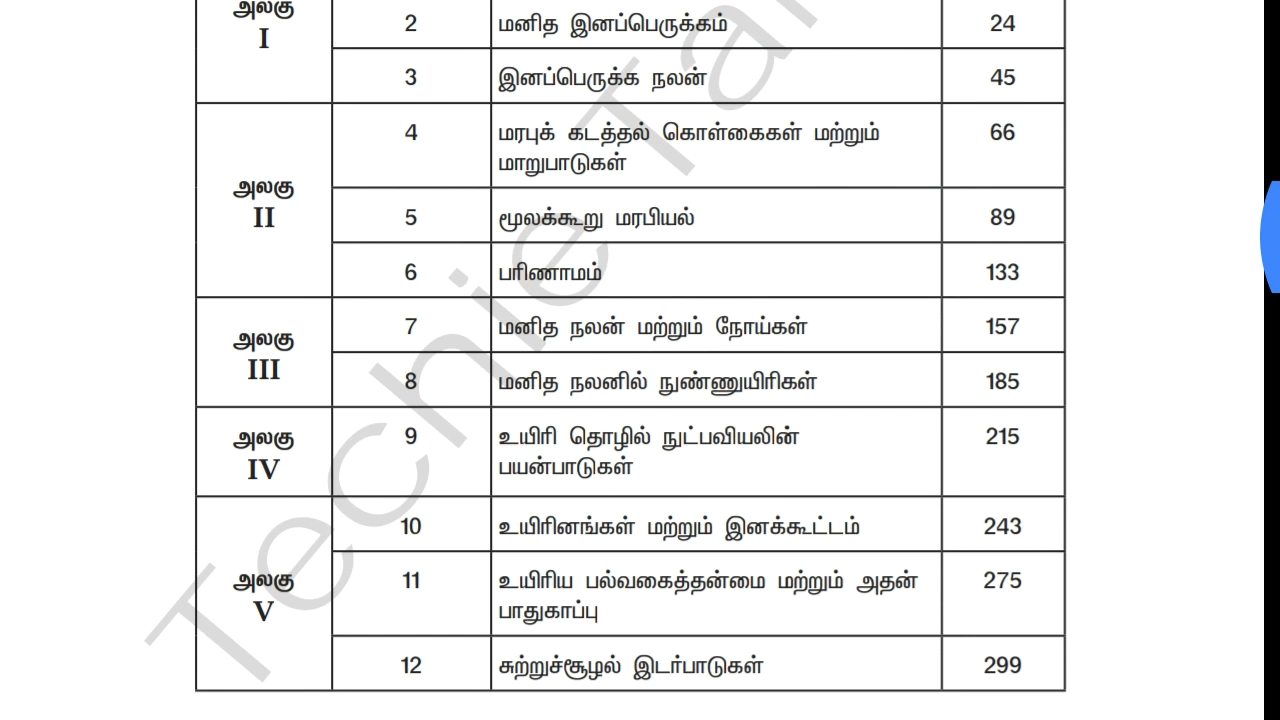 அலகு
I
2 மனித இனப்பெருக்கம் 24
3 இனப்பெருக்க நலன் 45
அலகு
II
4 மரபுக் கடத்தல் கொள்கைகள் மற்றும் 66
மாறுபாடுகள்
5 மூலக்கூறு மரபியல் 89
6 பரிணாமம் 133
அலகு
III
7 மனித நலன் மற்றும் நோய்கள் 157
8 மனித நலனில் நுண்ணுயிரிகள் 185
அலகு
IV
9 உயிரி தொழில் நுட்பவியலின் 215
பயன்பாடுகள்
அலகு
V
10 உயிரினங்கள் மற்றும் இனக்கூட்டம் 243
11 உயிரிய பல்வகைத்தன்மை மற்றும் அதன் 275
பாதுகாப்பு
12 சுற்றுச்சூழல் இடர்பாடுகள் 299
Techie